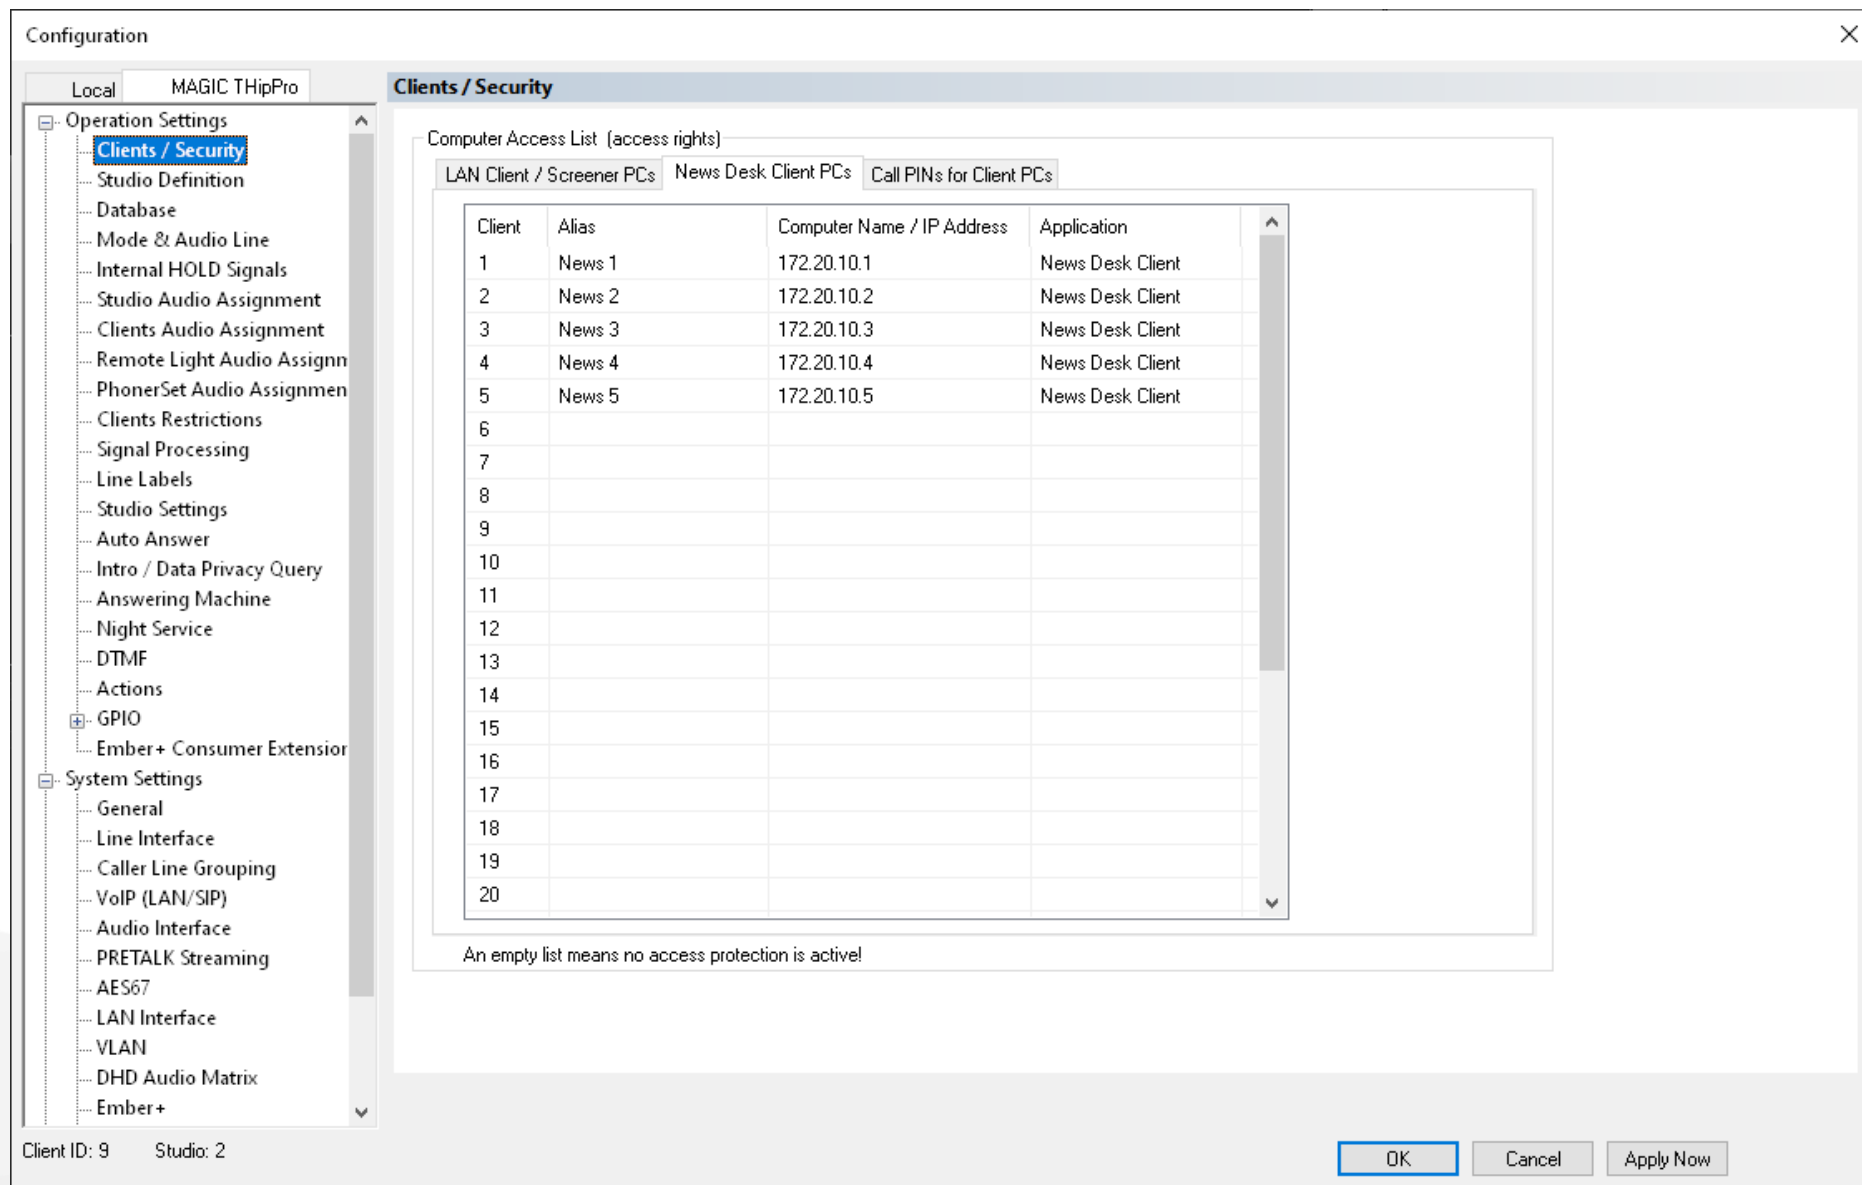 Configuration
Local
MAGIC THipPro
Operation Settings
Clients / Security
Studio Definition
Database
Mode & Audio Line
Internal HOLD Signals
Studio Audio Assignment
Clients Audio Assignment
Remote Light Audio Assignm
PhonerSet Audio Assignmen
Clients Restrictions
Signal Processing
Line Labels
Studio Settings
Auto Answer
Intro / Data Privacy Query
Answering Machine
Night Service
DTMF
Actions
GPIO
Ember+ Consumer Extension
System Settings
General
Line Interface
Caller Line Grouping
VoIP (LAN/SIP)
Audio Interface
PRETALK Streaming
AES67
LAN Interface
VLAN
DHD Audio Matrix
Ember+
Clients / Security
Computer Access List (access rights)
LAN Client / Screener PCs
News Desk Client PCs
Call PINs for Client PCs
Client Alias Computer Name / IP Address Application
1 News 1 172.20.10.1 News Desk Client
2 News 2 172.20.10.2 News Desk Client
3 News 3 172.20.10.3 News Desk Client
4 News 4 172.20.10.4 News Desk Client
5 News 5 172.20.10.5 News Desk Client
6
7
8
9
10
11
12
13
14
15
16
17
18
19
20
An empty list means no access protection is active!
Client ID: 9 Studio: 2
OK
Cancel
Apply Now